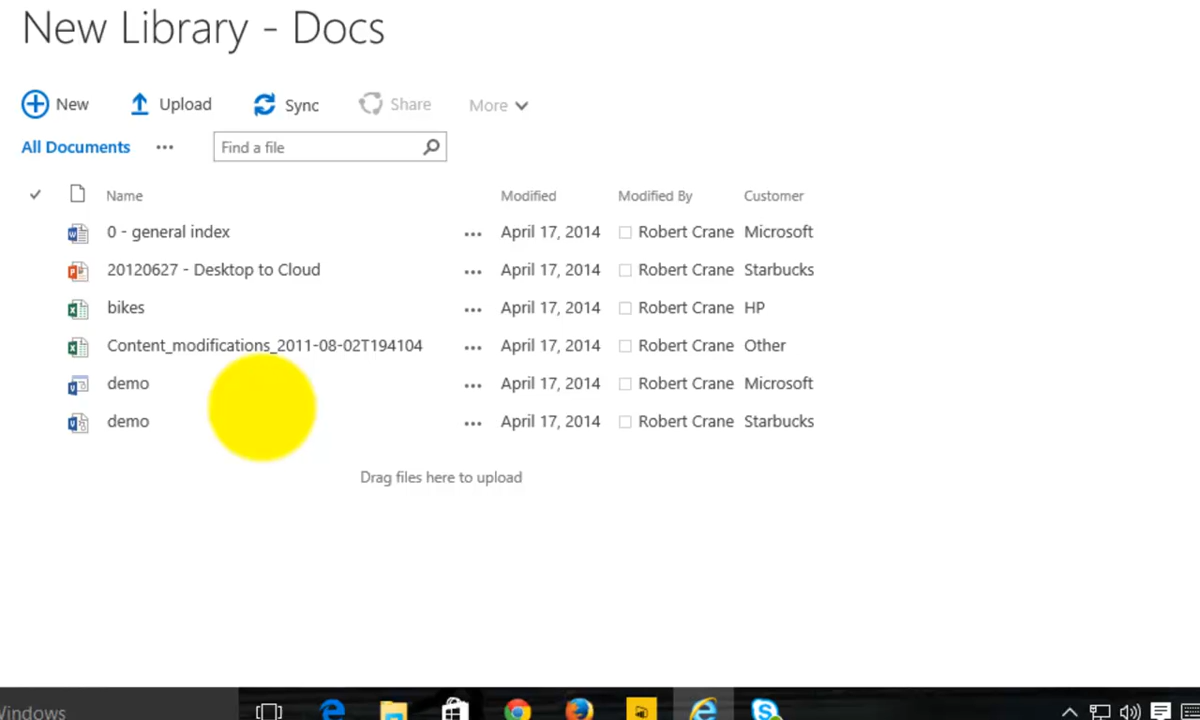 New Library - Docs
New Upload Sync Share More
All Documents ... Find a file
Name Modified Modified By Customer
0 - general index ... April 17, 2014 Robert Crane Microsoft
20120627 - Desktop to Cloud ... April 17, 2014 Robert Crane Starbucks
bikes ... April 17, 2014 Robert Crane HP
Content_modifications_2011-08-02T194104 ... April 17, 2014 Robert Crane Other
demo ... April 17, 2014 Robert Crane Microsoft
demo ... April 17, 2014 Robert Crane Starbucks
Drag files here to upload
Windows